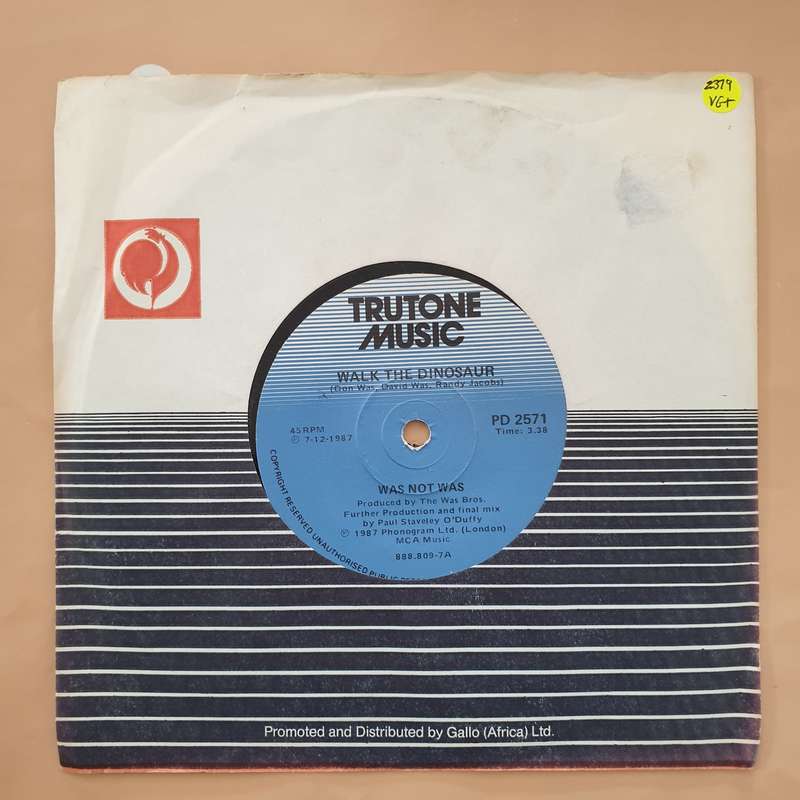 2379
VG+
TRUTONE
MUSIC
WALK THE DINOSAUR
(Don Was, David Was, Randy Jacobs)
45RPM
℗ 7-12-1987
PD 2571
Time: 3.38
WAS NOT WAS
Produced by The Was Bros.
Further Production and final mix
by Paul Staveley O'Duffy
℗ 1987 Phonogram Ltd. (London)
MCA Music
888.809-7A
COPYRIGHT RESERVED UNAUTHORISED PUBLIC
Promoted and Distributed by Gallo (Africa) Ltd.